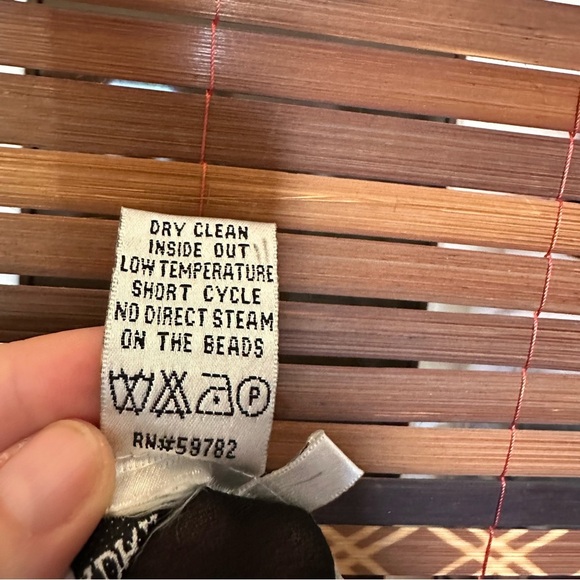 DRY CLEAN
INSIDE OUT
LOW TEMPERATURE
SHORT CYCLE
NO DIRECT STEAM
ON THE BEADS
P
RN#59782